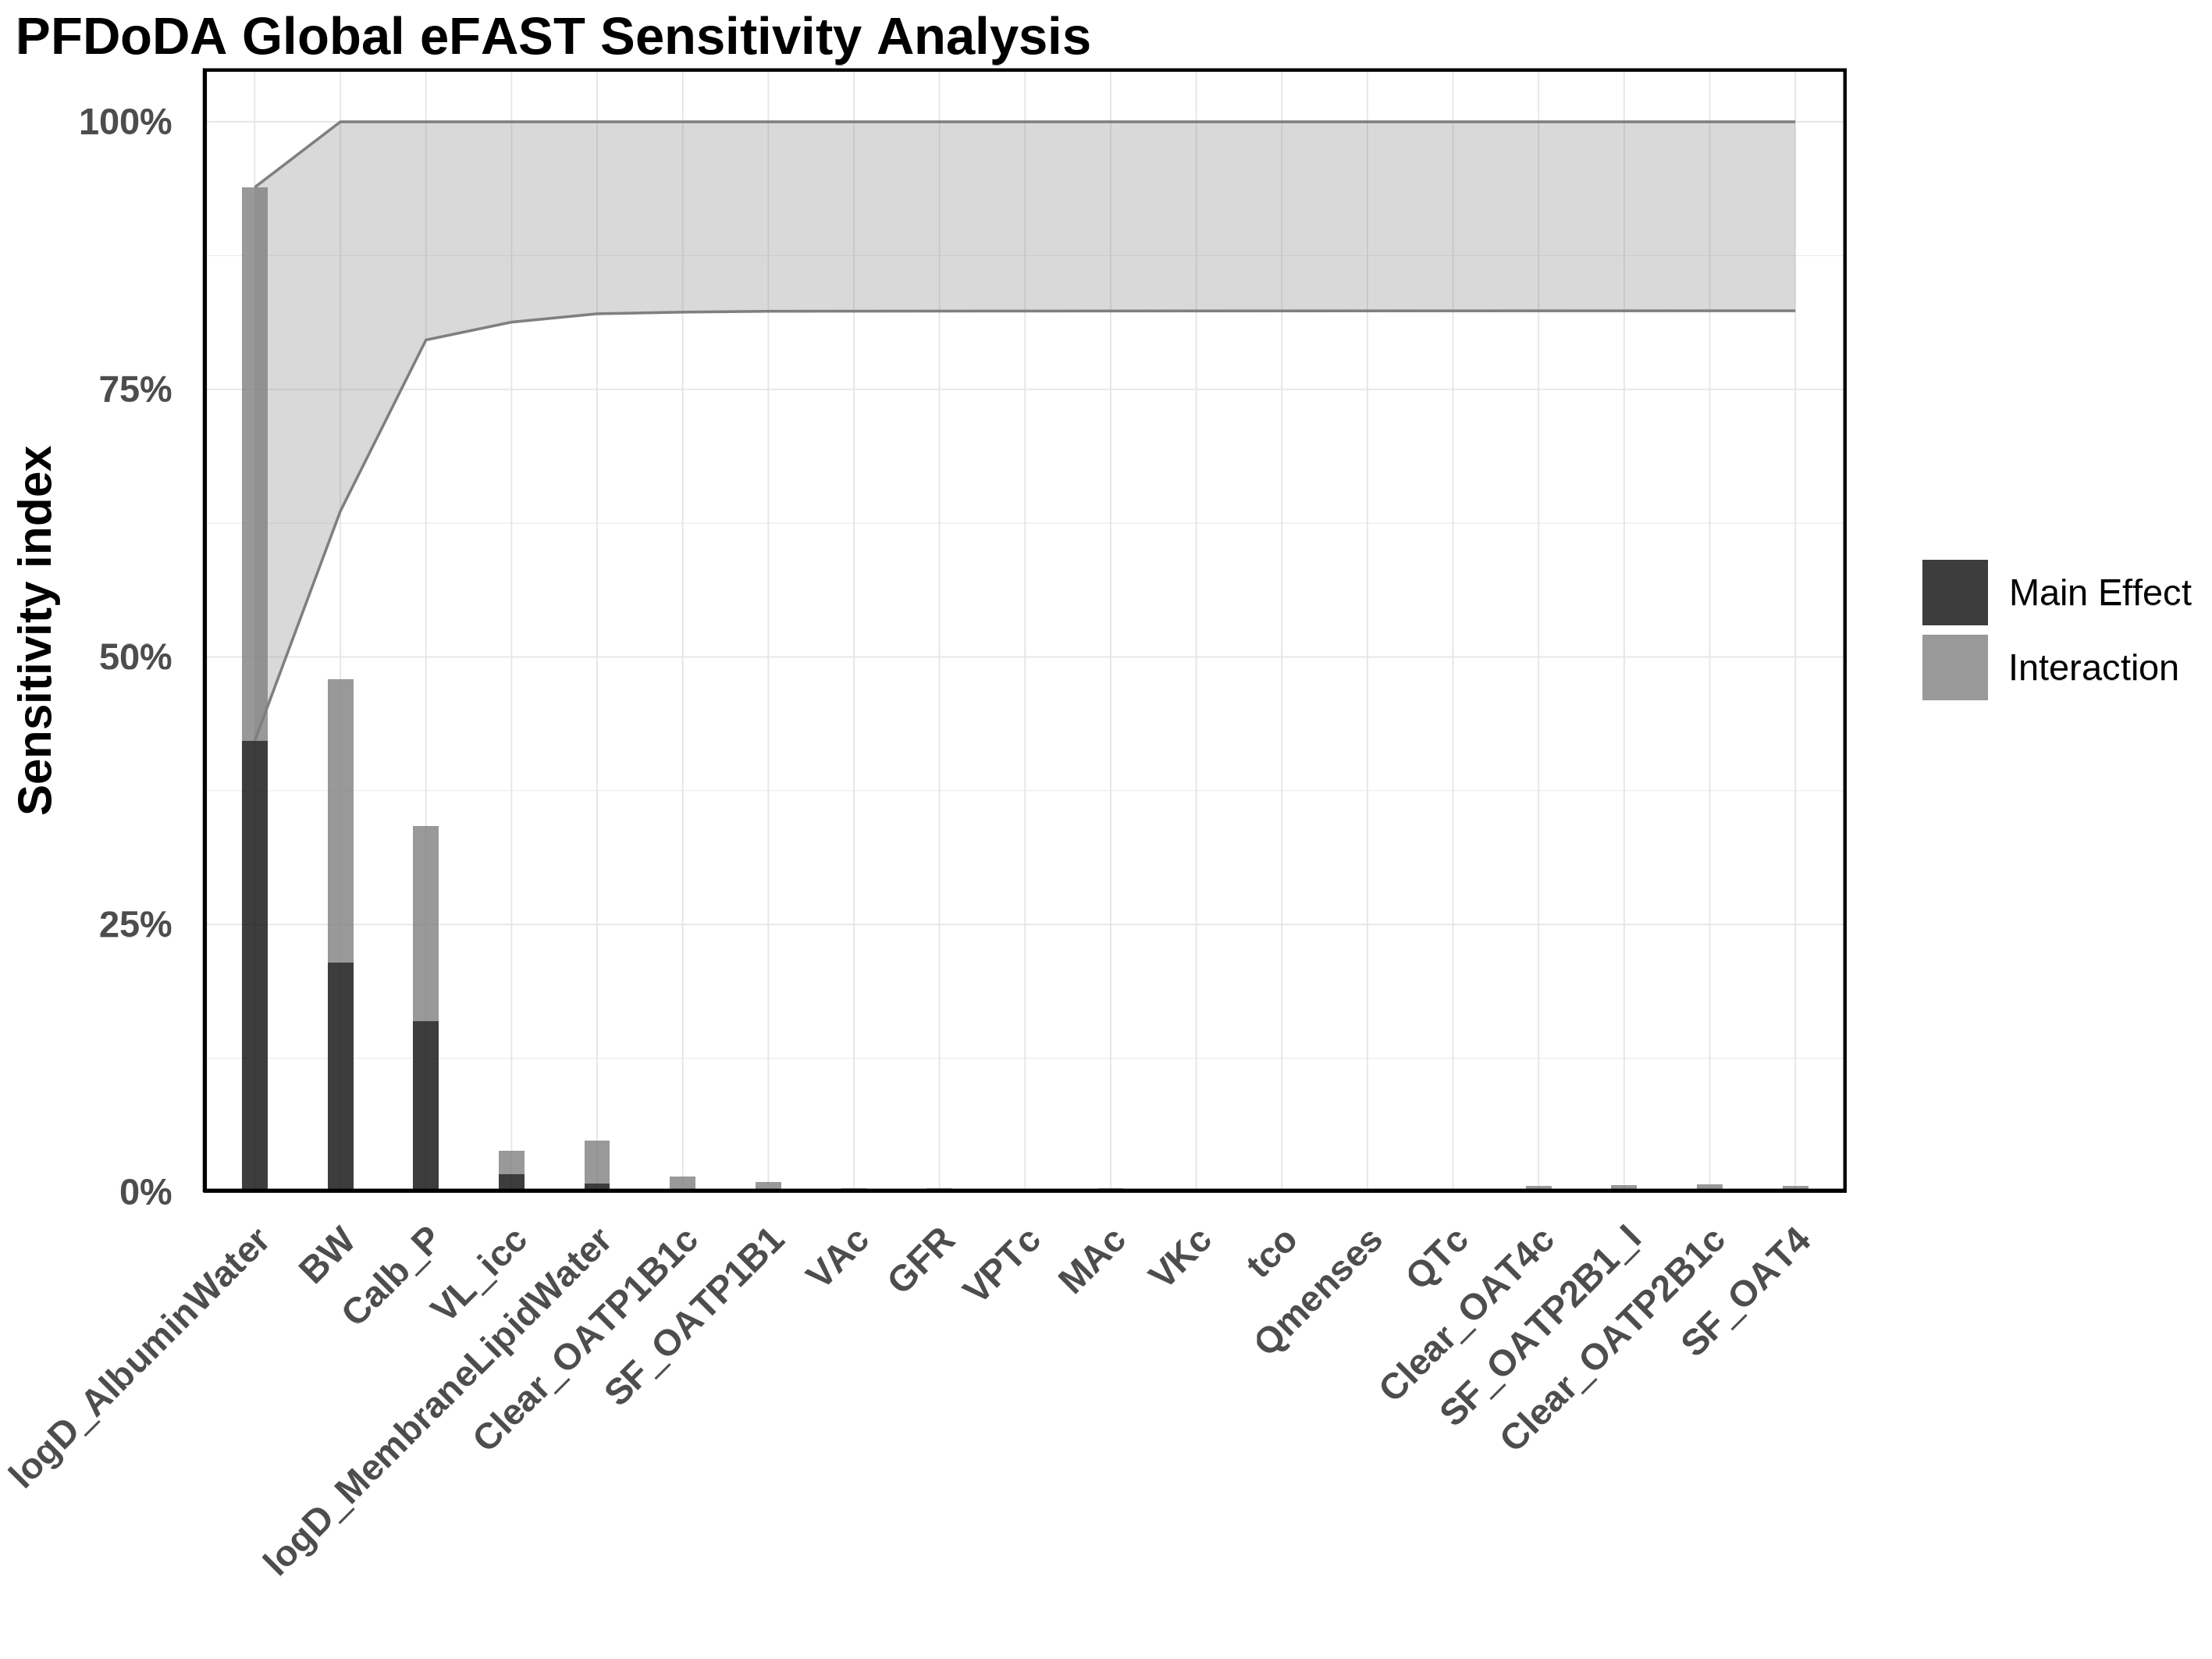 PFDoDA Global eFAST Sensitivity Analysis
100%
75%
50%
25%
0%
Sensitivity index
Main Effect
Interaction
logD_AlbuminWater
BW
Calb_P
VL_icc
logD_MembraneLipidWater
Clear_OATP1B1c
SF_OATP1B1
VAc
GFR
VPTc
MAc
VKc
tco
Qmenses
QTc
Clear_OAT4c
SF_OATP2B1_l
Clear_OATP2B1c
SF_OAT4